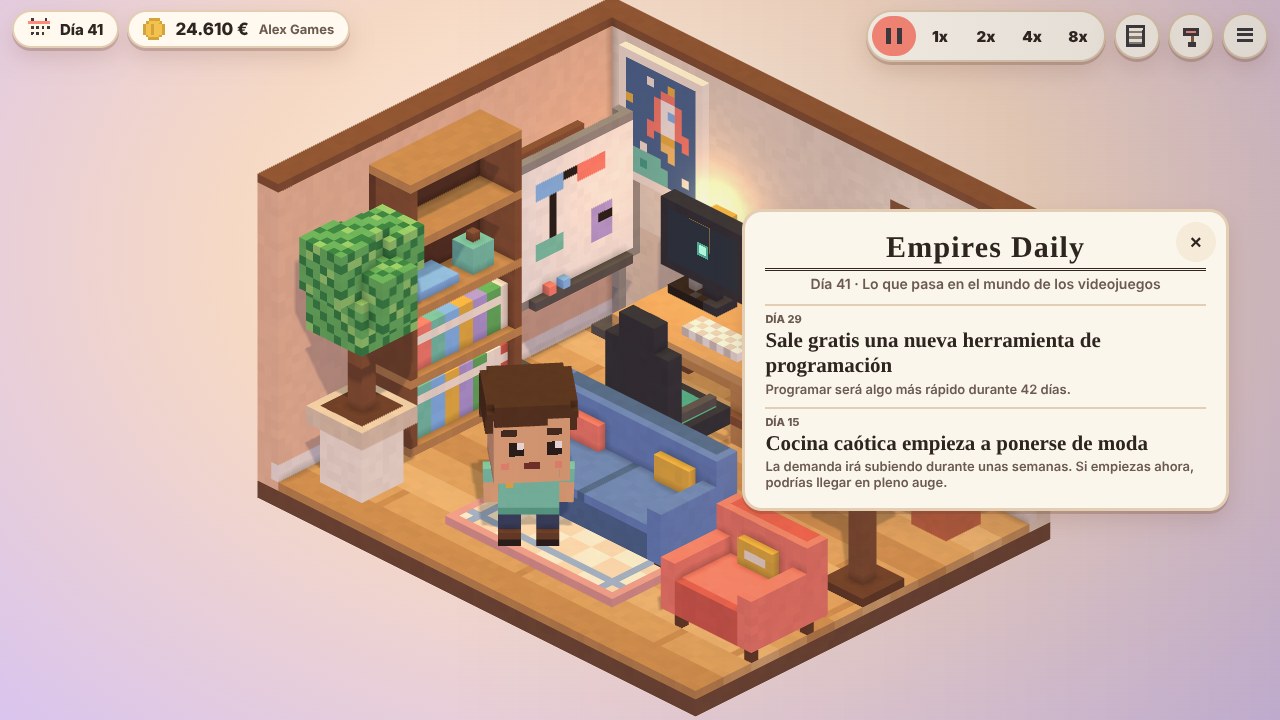 Día 41
24.610 €
Alex Games
1x
2x
4x
8x
Empires Daily
Día 41 · Lo que pasa en el mundo de los videojuegos
DÍA 29
Sale gratis una nueva herramienta de
programación
Programar será algo más rápido durante 42 días.
DÍA 15
Cocina caótica empieza a ponerse de moda
La demanda irá subiendo durante unas semanas. Si empiezas ahora,
podrías llegar en pleno auge.